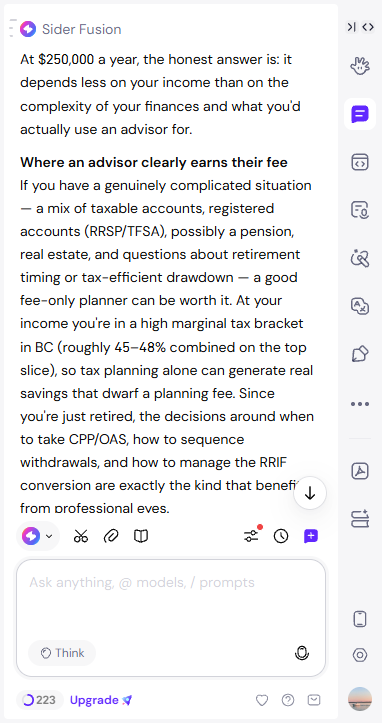 Sider Fusion
At $250,000 a year, the honest answer is: it
depends less on your income than on the
complexity of your finances and what you'd
actually use an advisor for.
Where an advisor clearly earns their fee
If you have a genuinely complicated situation
— a mix of taxable accounts, registered
accounts (RRSP/TFSA), possibly a pension,
real estate, and questions about retirement
timing or tax-efficient drawdown — a good
fee-only planner can be worth it. At your
income you're in a high marginal tax bracket
in BC (roughly 45–48% combined on the top
slice), so tax planning alone can generate real
savings that dwarf a planning fee. Since
you're just retired, the decisions around when
to take CPP/OAS, how to sequence
withdrawals, and how to manage the RRIF
conversion are exactly the kind that
from professional eyes.
Ask anything, @ models, / prompts
Think
223 Upgrade